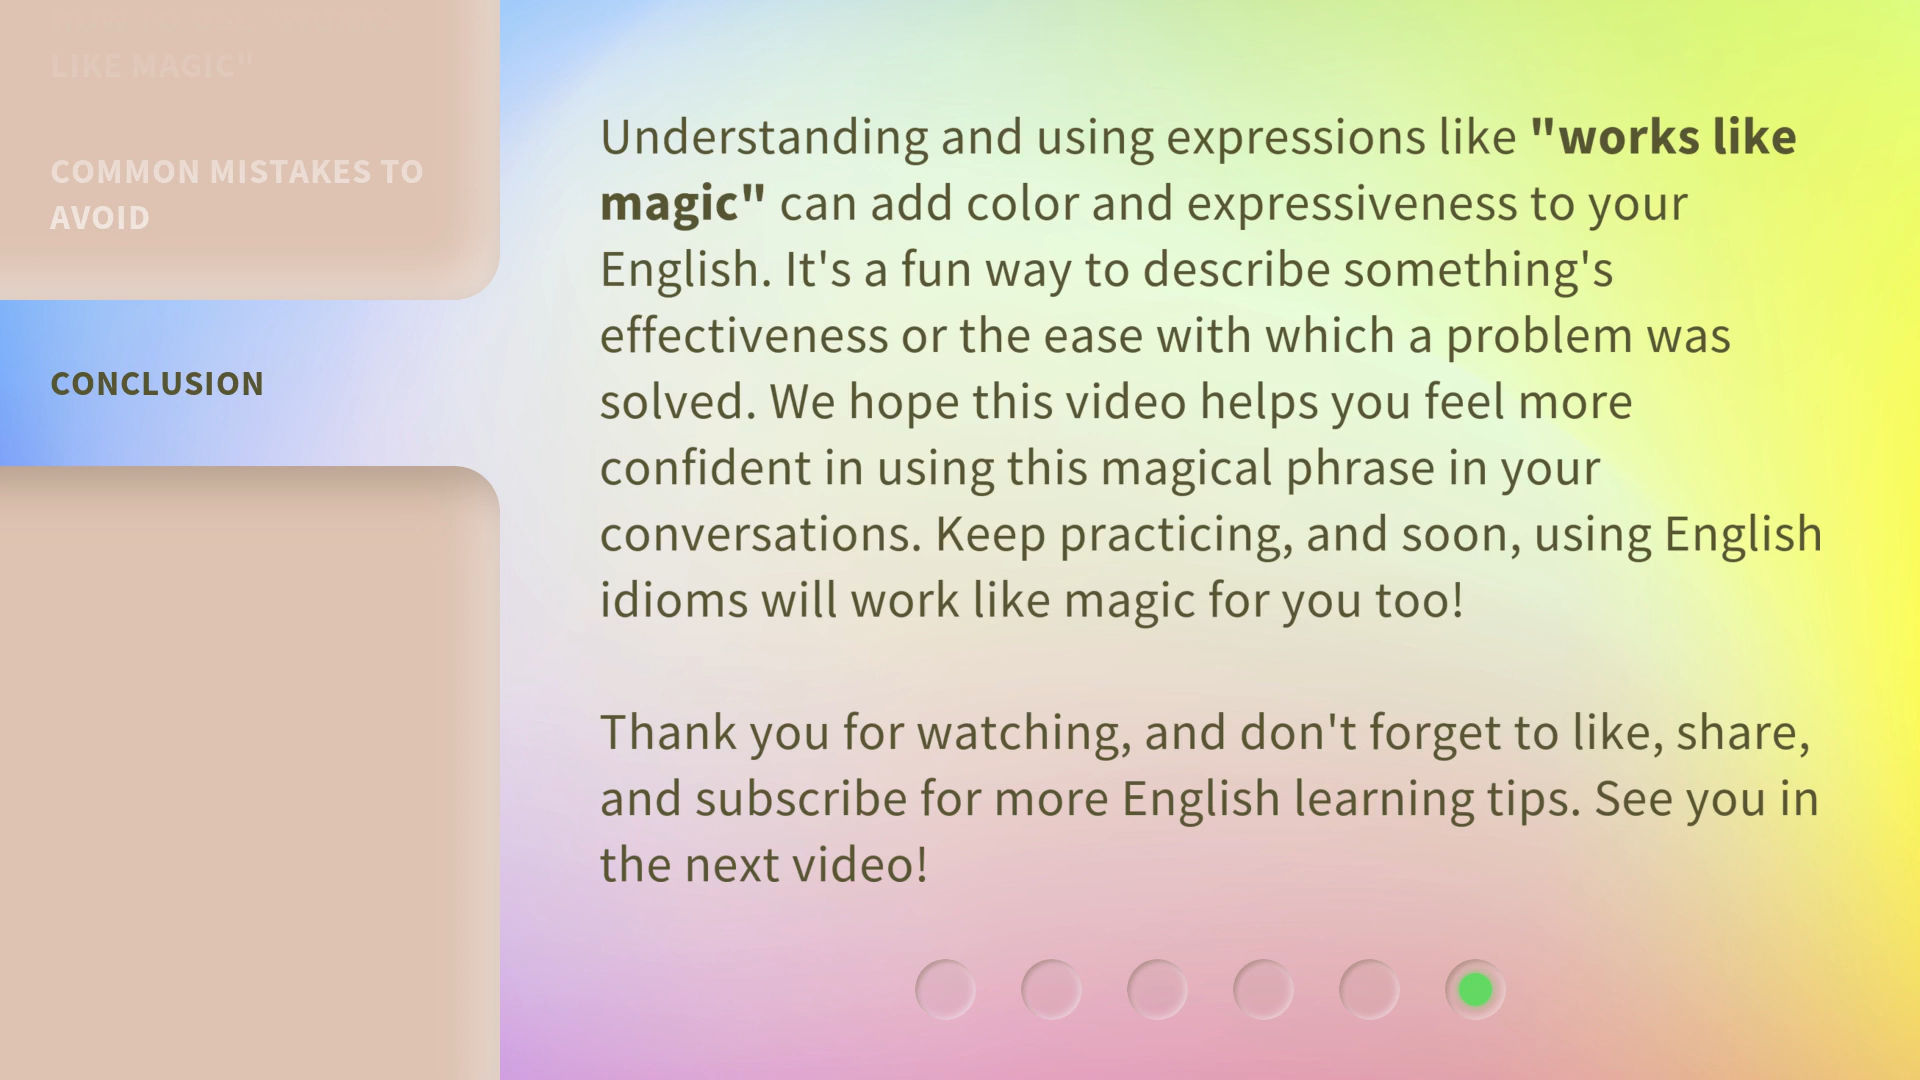 LIKE MAGIC"
COMMON MISTAKES TO
AVOID
CONCLUSION
Understanding and using expressions like "works like
magic" can add color and expressiveness to your
English. It's a fun way to describe something's
effectiveness or the ease with which a problem was
solved. We hope this video helps you feel more
confident in using this magical phrase in your
conversations. Keep practicing, and soon, using English
idioms will work like magic for you too!
Thank you for watching, and don't forget to like, share,
and subscribe for more English learning tips. See you in
the next video!